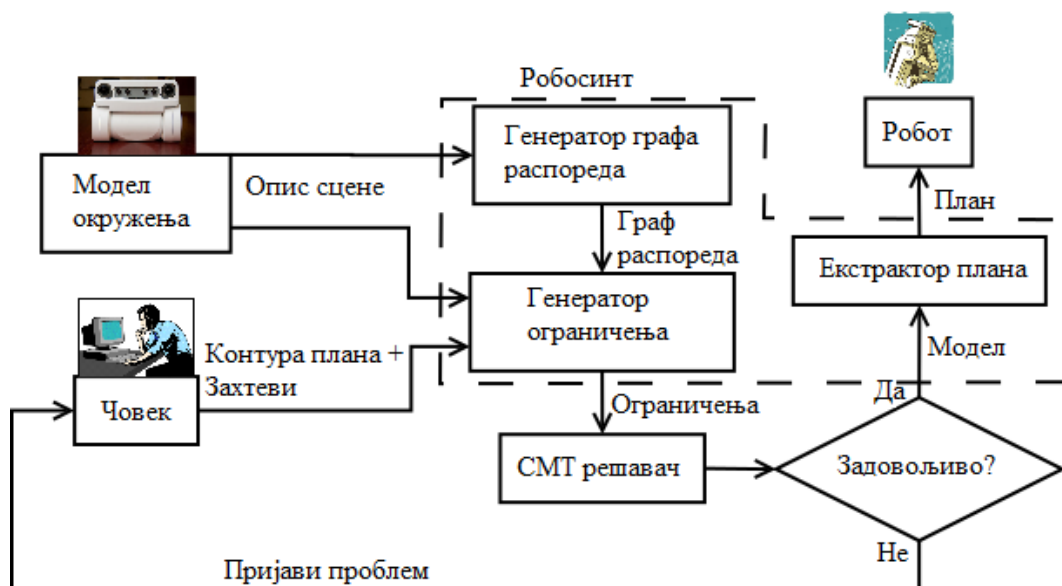 Робосинт
Генератор графа
распореда
Робот
Модел
окружења
Опис сцене
План
Граф
распореда
Екстрактор плана
Генератор
ограничења
Контура плана +
Захтеви
Модел
Човек
Да
Ограничења
СМТ решавач
Задовољиво?
Не
Пријави проблем